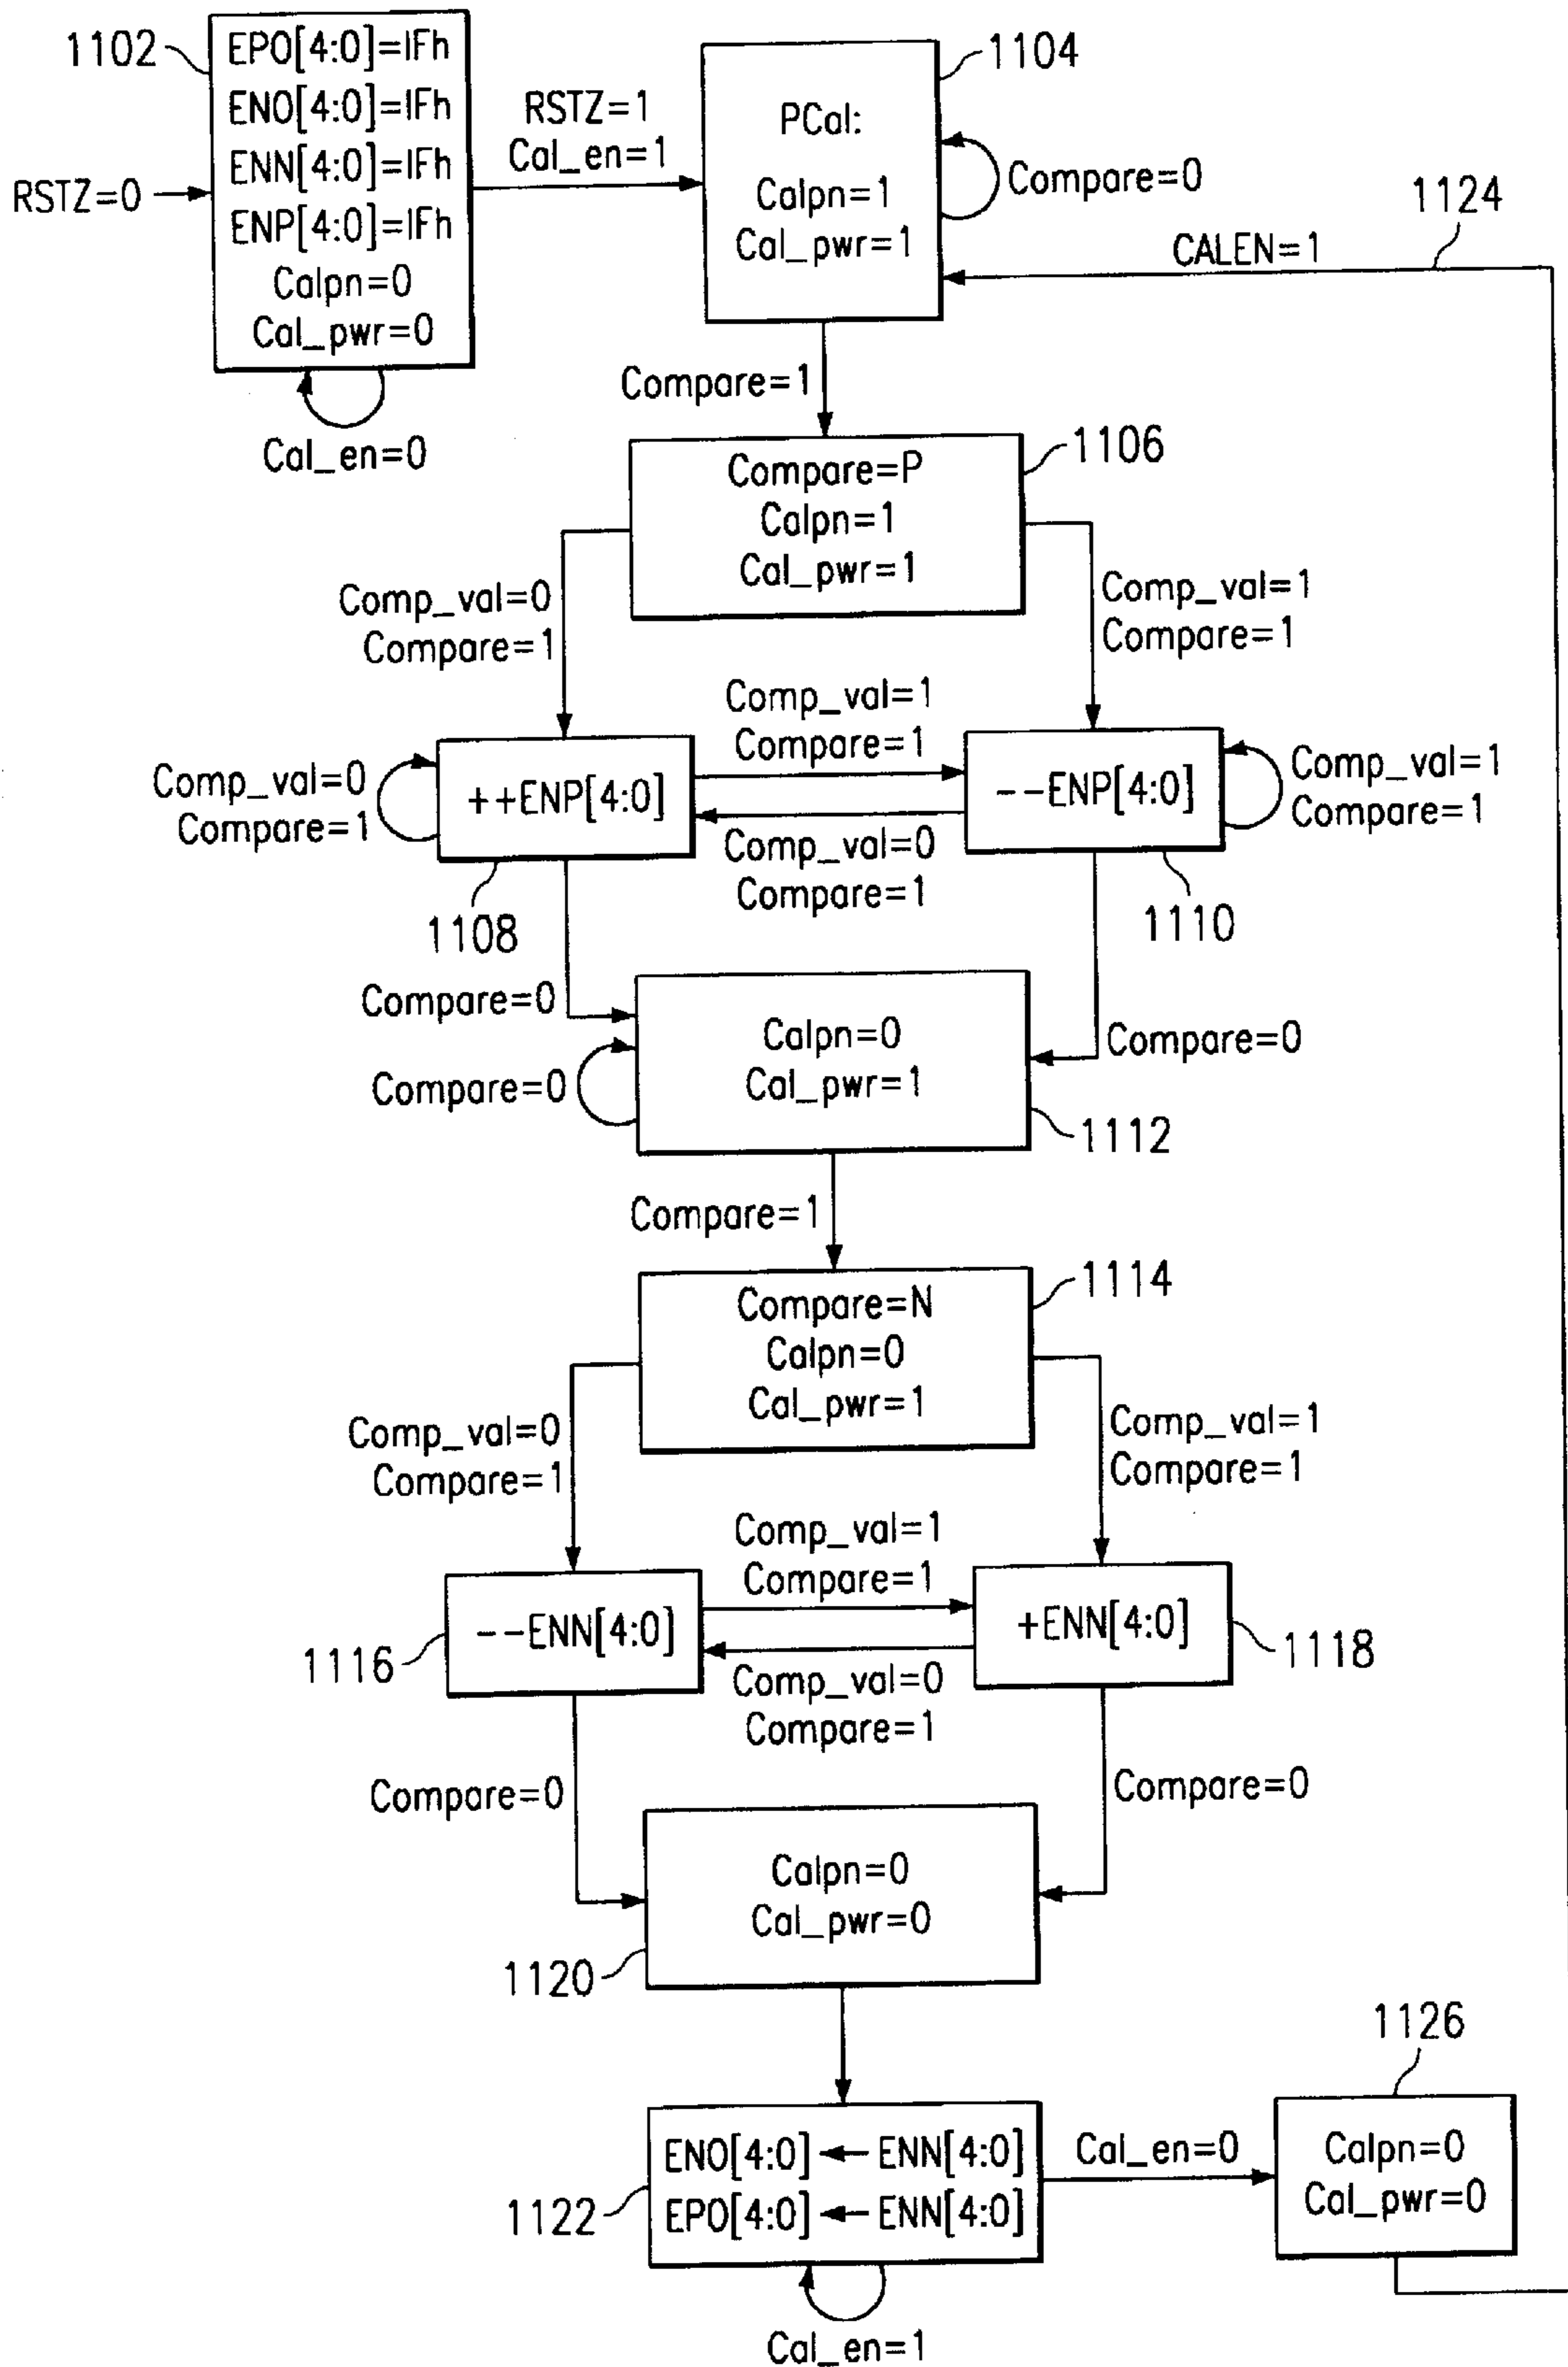 1102
EPO[4:0]=IFh
ENO[4:0]=IFh
ENN[4:0]=IFh
ENP[4:0]=IFh
Calpn=0
Cal_pwr=0
RSTZ=0
Cal_en=0
RSTZ=1
Cal_en=1
1104
PCal:
Calpn=1
Cal_pwr=1
Compare=0
1124
CALEN=1
Compare=1
1106
Compare=P
Calpn=1
Cal_pwr=1
Comp_val=0
Compare=1
Comp_val=1
Compare=1
Comp_val=0
Compare=1
++ENP[4:0]
1108
Comp_val=1
Compare=1
Comp_val=0
Compare=1
--ENP[4:0]
1110
Comp_val=1
Compare=1
Compare=0
Compare=0
Compare=0
Calpn=0
Cal_pwr=1
1112
Compare=1
1114
Compare=N
Calpn=0
Cal_pwr=1
Comp_val=0
Compare=1
Comp_val=1
Compare=1
--ENN[4:0]
1116
Comp_val=1
Compare=1
Comp_val=0
Compare=1
+ENN[4:0]
1118
Compare=0
Compare=0
Calpn=0
Cal_pwr=0
1120
ENO[4:0] ← ENN[4:0]
EPO[4:0] ← ENN[4:0]
1122
Cal_en=1
Cal_en=0
1126
Calpn=0
Cal_pwr=0